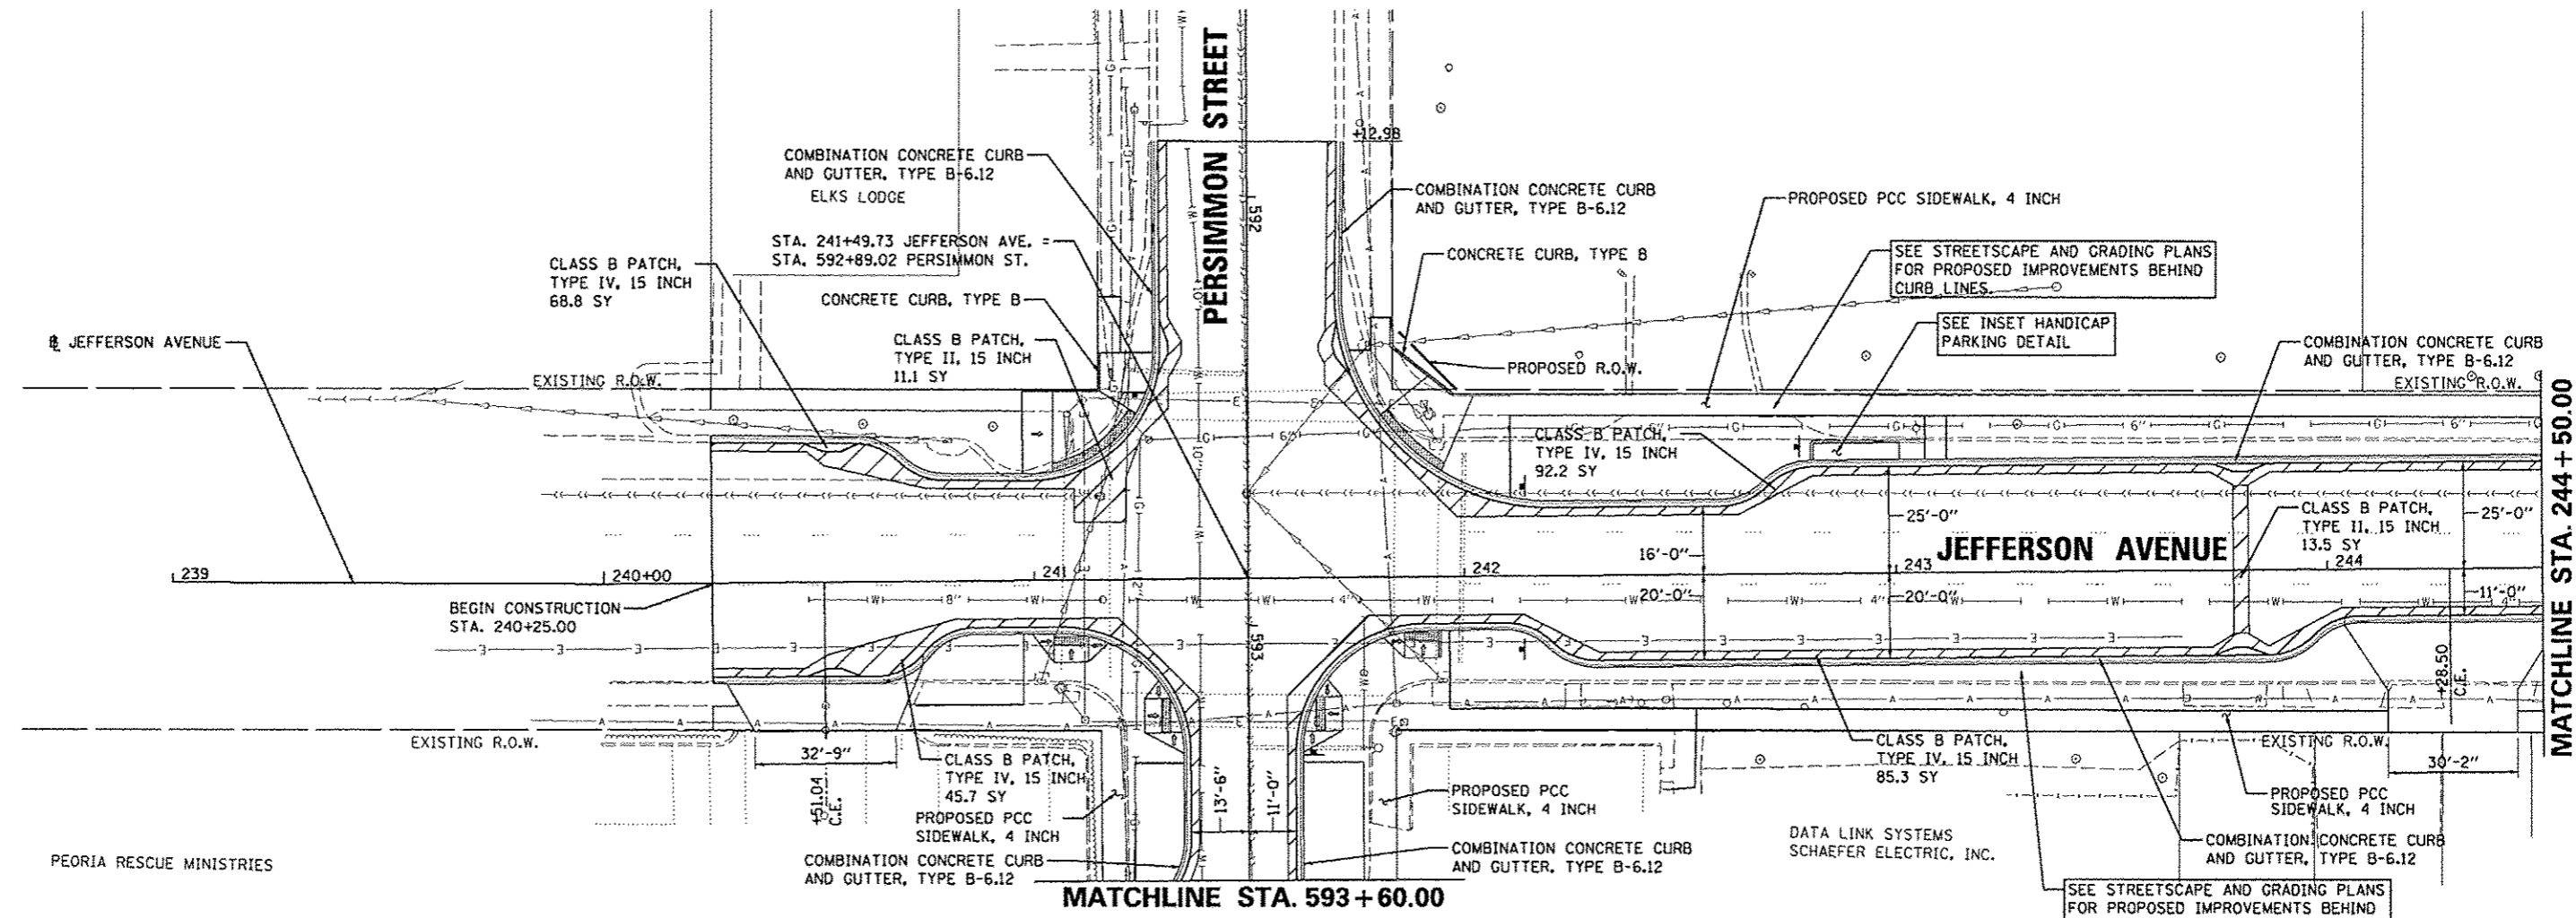 PERSIMMON STREET
+12.98
COMBINATION CONCRETE CURB
AND GUTTER, TYPE B-6.12
ELKS LODGE
COMBINATION CONCRETE CURB
AND GUTTER, TYPE B-6.12
PROPOSED PCC SIDEWALK, 4 INCH
592
STA. 241+49.73 JEFFERSON AVE. =
STA. 592+89.02 PERSIMMON ST.
CONCRETE CURB, TYPE B
SEE STREETSCAPE AND GRADING PLANS
FOR PROPOSED IMPROVEMENTS BEHIND
CURB LINES.
CLASS B PATCH,
TYPE IV, 15 INCH
68.8 SY
CONCRETE CURB, TYPE B
SEE INSET HANDICAP
PARKING DETAIL
CLASS B PATCH,
TYPE II, 15 INCH
11.1 SY
COMBINATION CONCRETE CURB
AND GUTTER, TYPE B-6.12
℄ JEFFERSON AVENUE
EXISTING R.O.W.
PROPOSED R.O.W.
EXISTING R.O.W.
CLASS B PATCH,
TYPE IV, 15 INCH
92.2 SY
CLASS B PATCH,
TYPE II, 15 INCH
13.5 SY
25'-0"
25'-0"
16'-0"
JEFFERSON AVENUE
239
240+00
241
242
243
244
20'-0"
20'-0"
11'-0"
BEGIN CONSTRUCTION
STA. 240+25.00
593
MATCHLINE STA. 244+50.00
+28.50
C.E.
EXISTING R.O.W.
32'-9"
+51.04
C.E.
CLASS B PATCH,
TYPE IV, 15 INCH
45.7 SY
PROPOSED PCC
SIDEWALK, 4 INCH
13'-6"
11'-0"
PROPOSED PCC
SIDEWALK, 4 INCH
CLASS B PATCH,
TYPE IV, 15 INCH
85.3 SY
EXISTING R.O.W.
30'-2"
PROPOSED PCC
SIDEWALK, 4 INCH
PEORIA RESCUE MINISTRIES
COMBINATION CONCRETE CURB
AND GUTTER, TYPE B-6.12
COMBINATION CONCRETE CURB
AND GUTTER, TYPE B-6.12
DATA LINK SYSTEMS
SCHAEFER ELECTRIC, INC.
COMBINATION CONCRETE CURB
AND GUTTER, TYPE B-6.12
MATCHLINE STA. 593+60.00
SEE STREETSCAPE AND GRADING PLANS
FOR PROPOSED IMPROVEMENTS BEHIND